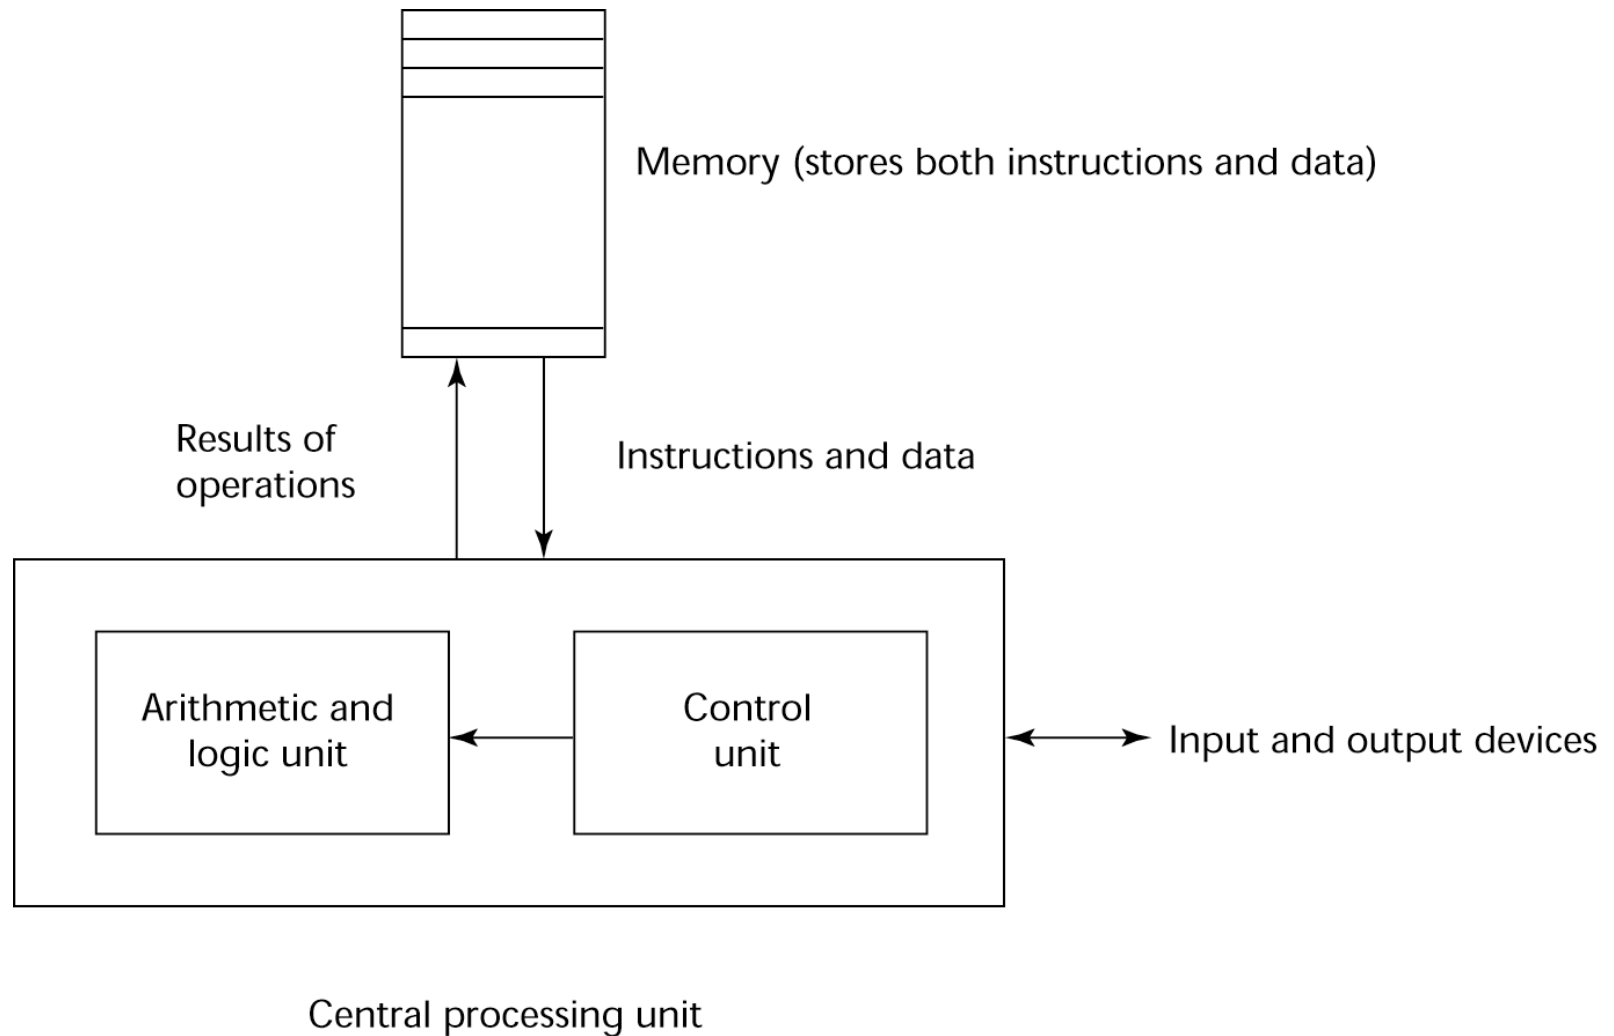 Memory (stores both instructions and data)
Results of
operations
Instructions and data
Arithmetic and
logic unit
Control
unit
Input and output devices
Central processing unit